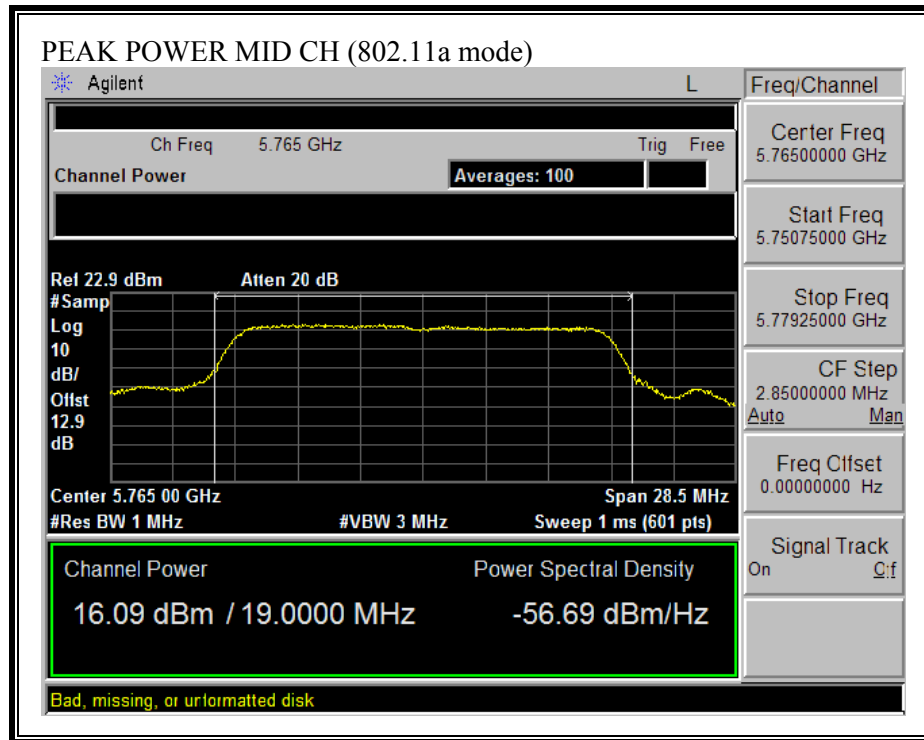 PEAK POWER MID CH (802.11a mode)
Agilent L
Freq/Channel
Ch Freq 5.765 GHz Trig Free
Channel Power Averages: 100
Center Freq
5.76500000 GHz
Start Freq
5.75075000 GHz
Stop Freq
5.77925000 GHz
CF Step
2.85000000 MHz
Auto Man
Freq Offset
0.00000000 Hz
Signal Track
On Off
Ref 22.9 dBm Atten 20 dB
#Samp
Log
10
dB/
Offst
12.9
dB
Center 5.765 00 GHz Span 28.5 MHz
#Res BW 1 MHz #VBW 3 MHz Sweep 1 ms (601 pts)
Channel Power Power Spectral Density
16.09 dBm / 19.0000 MHz -56.69 dBm/Hz
Bad, missing, or unformatted disk